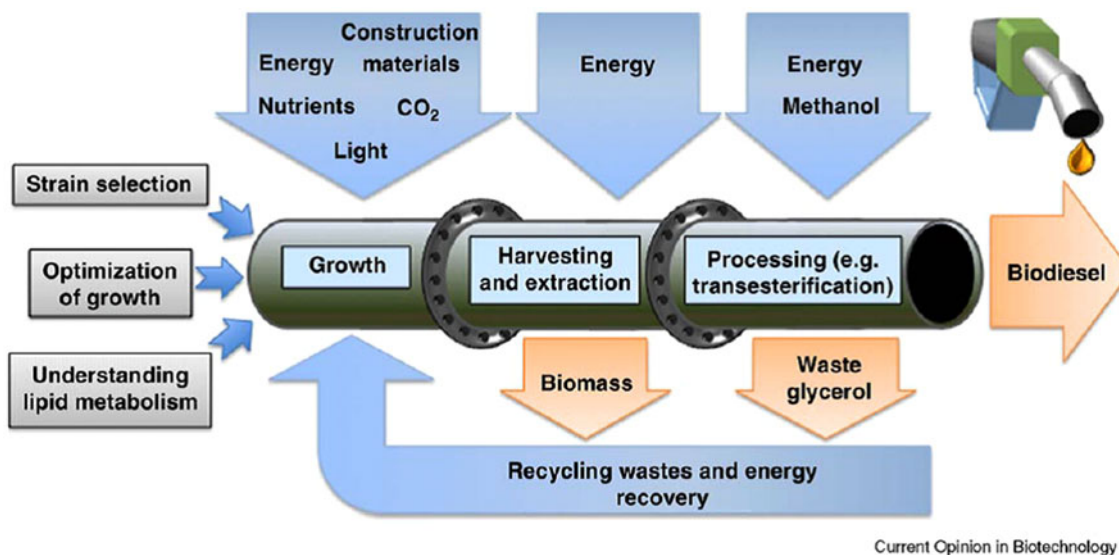 Construction
Energy materials
Nutrients CO₂
Light
Energy
Energy
Methanol
Strain selection
Optimization
of growth
Understanding
lipid metabolism
Growth
Harvesting
and extraction
Processing (e.g.
transesterification)
Biodiesel
Biomass
Waste
glycerol
Recycling wastes and energy
recovery
Current Opinion in Biotechnology